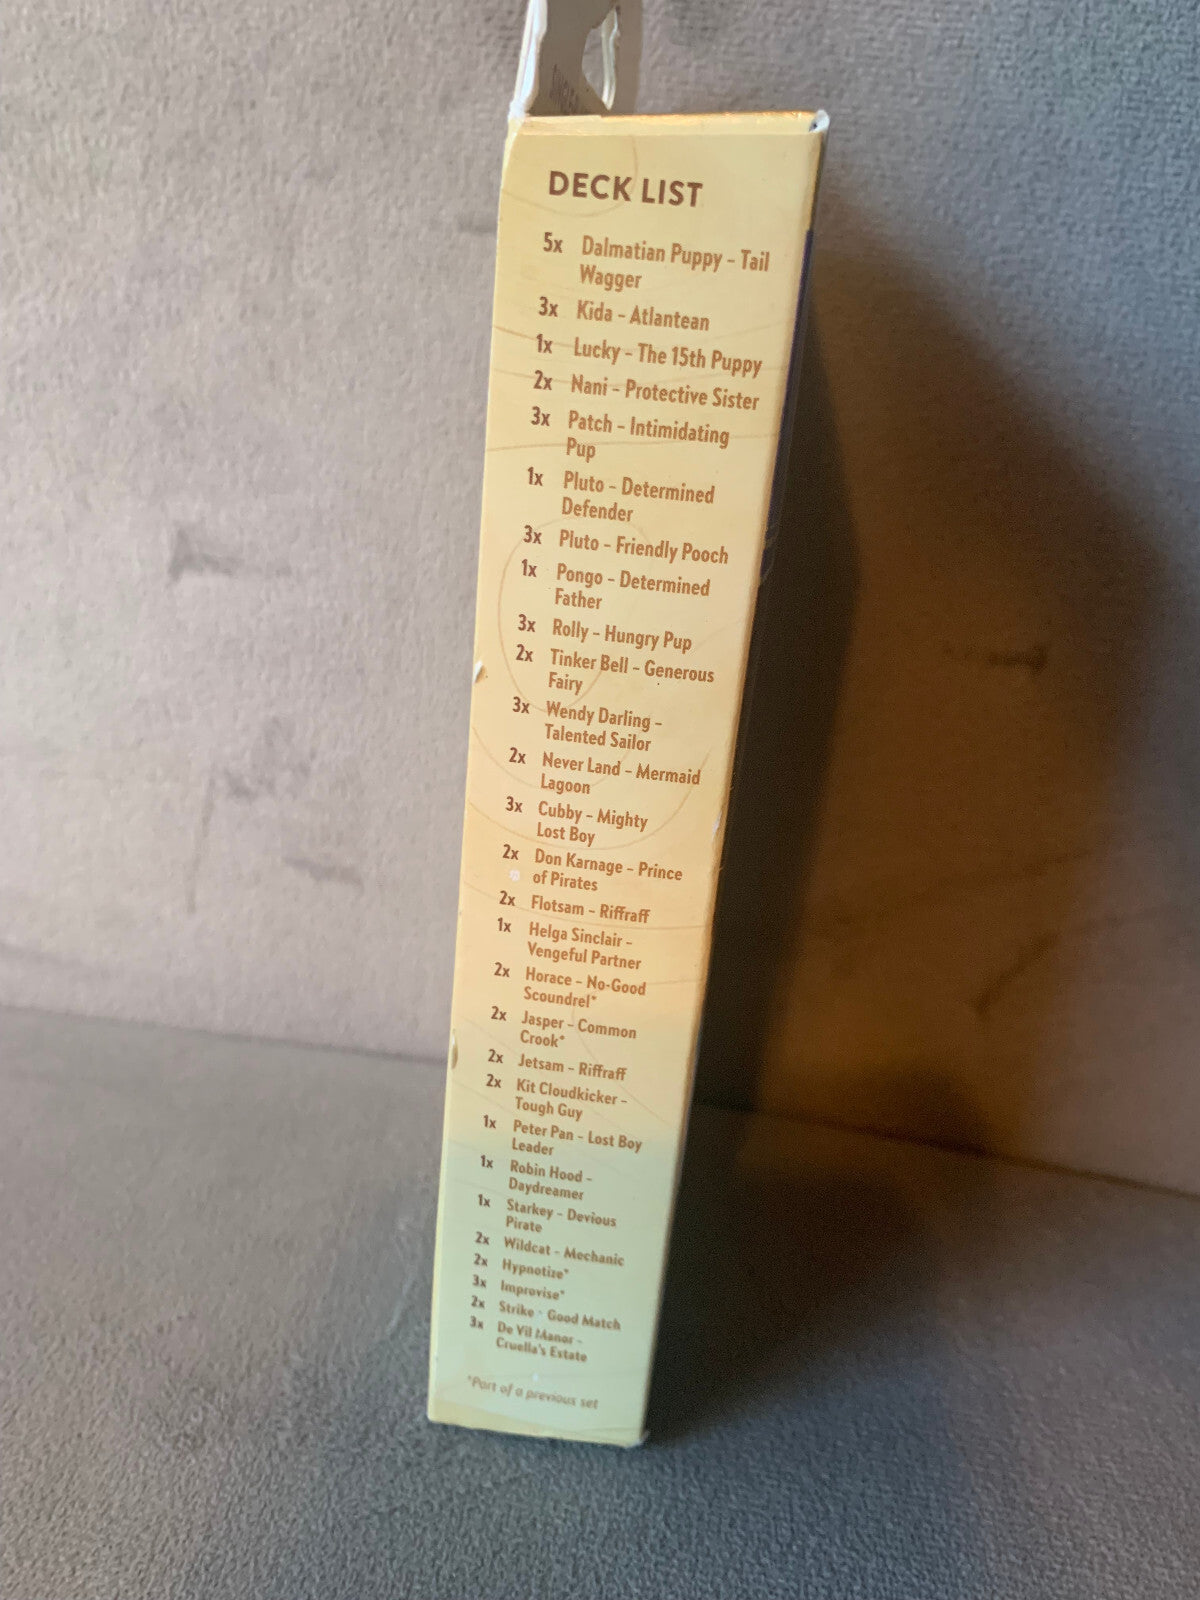 DECK LIST
5x Dalmatian Puppy – Tail
Wagger
3x Kida – Atlantean
1x Lucky – The 15th Puppy
2x Nani – Protective Sister
3x Patch – Intimidating
Pup
1x Pluto – Determined
Defender
3x Pluto – Friendly Pooch
1x Pongo – Determined
Father
3x Rolly – Hungry Pup
2x Tinker Bell – Generous
Fairy
3x Wendy Darling –
Talented Sailor
2x Never Land – Mermaid
Lagoon
3x Cubby – Mighty
Lost Boy
2x Don Karnage – Prince
of Pirates
2x Flotsam – Riffraff
1x Helga Sinclair –
Vengeful Partner
2x Horace – No-Good
Scoundrel*
2x Jasper – Common
Crook*
2x Jetsam – Riffraff
2x Kit Cloudkicker –
Tough Guy
1x Peter Pan – Lost Boy
Leader
1x Robin Hood –
Daydreamer
1x Starkey – Devious
Pirate
2x Wildcat – Mechanic
2x Hypnotize*
3x Improvise*
2x Strike - Good Match
3x De Vil Manor –
Cruella's Estate
*Part of a previous set